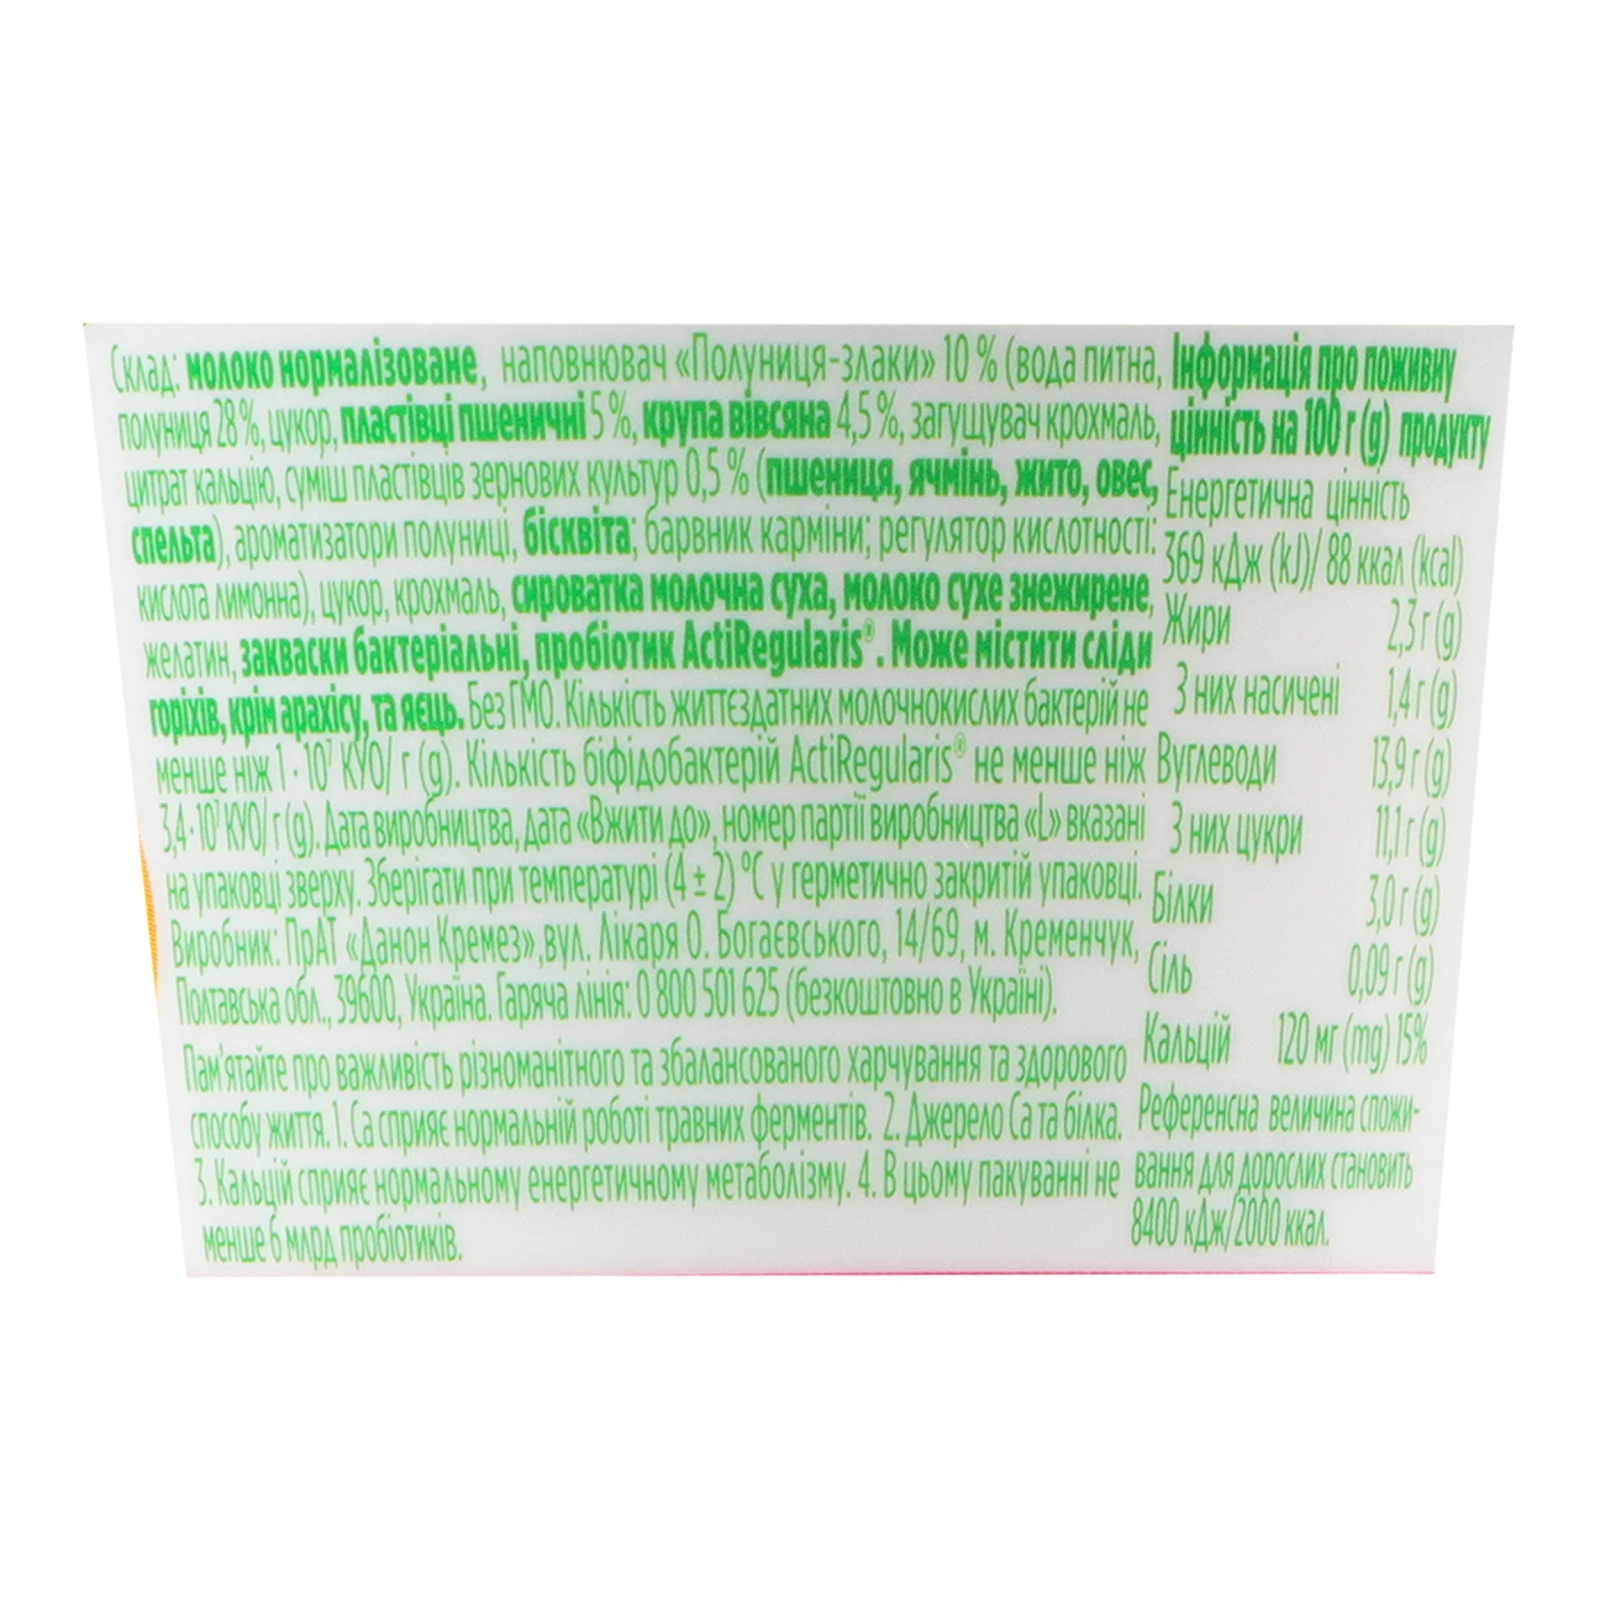 Склад: молоко нормалізоване, наповнювач «Полуниця-злаки» 10 % (вода питна,
полуниця 28 %, цукор, пластівці пшеничні 5 %, крупа вівсяна 4,5 %, загущувач крохмаль,
цитрат кальцію, суміш пластівців зернових культур 0,5 % (пшениця, ячмінь, жито, овес,
спельта), ароматизатори полуниці, бісквіта; барвник карміни; регулятор кислотності:
кислота лимонна), цукор, крохмаль, сироватка молочна суха, молоко сухе знежирене,
желатин, закваски бактеріальні, пробіотик ActiRegularis®. Може містити сліди
горіхів, крім арахісу, та яєць. Без ГМО. Кількість життєздатних молочнокислих бактерій не
менше ніж 1 · 10⁷ КУО/ г (g). Кількість біфідобактерій ActiRegularis® не менше ніж
3,4 · 10⁷ КУО/ г (g). Дата виробництва, дата «Вжити до», номер партії виробництва «L» вказані
на упаковці зверху. Зберігати при температурі (4 ± 2) °С у герметично закритій упаковці.
Виробник: ПрАТ «Данон Кремез»,вул. Лікаря О. Богаєвського, 14/69, м. Кременчук,
Полтавська обл., 39600, Україна. Гаряча лінія: 0 800 501 625 (безкоштовно в Україні).
Пам'ятайте про важливість різноманітного та збалансованого харчування та здорового
способу життя. 1. Са сприяє нормальній роботі травних ферментів. 2. Джерело Са та білка.
3. Кальцій сприяє нормальному енергетичному метаболізму. 4. В цьому пакуванні не
менше 6 млрд пробіотиків.
Інформація про поживну
цінність на 100 г (g) продукту
Енергетична цінність
369 кДж (kJ)/ 88 ккал (kcal)
Жири 2,3 г (g)
З них насичені 1,4 г (g)
Вуглеводи 13,9 г (g)
З них цукри 11,1 г (g)
Білки 3,0 г (g)
Сіль 0,09 г (g)
Кальцій 120 мг (mg) 15%
Референсна величина спожи-
вання для дорослих становить
8400 кДж/2000 ккал.